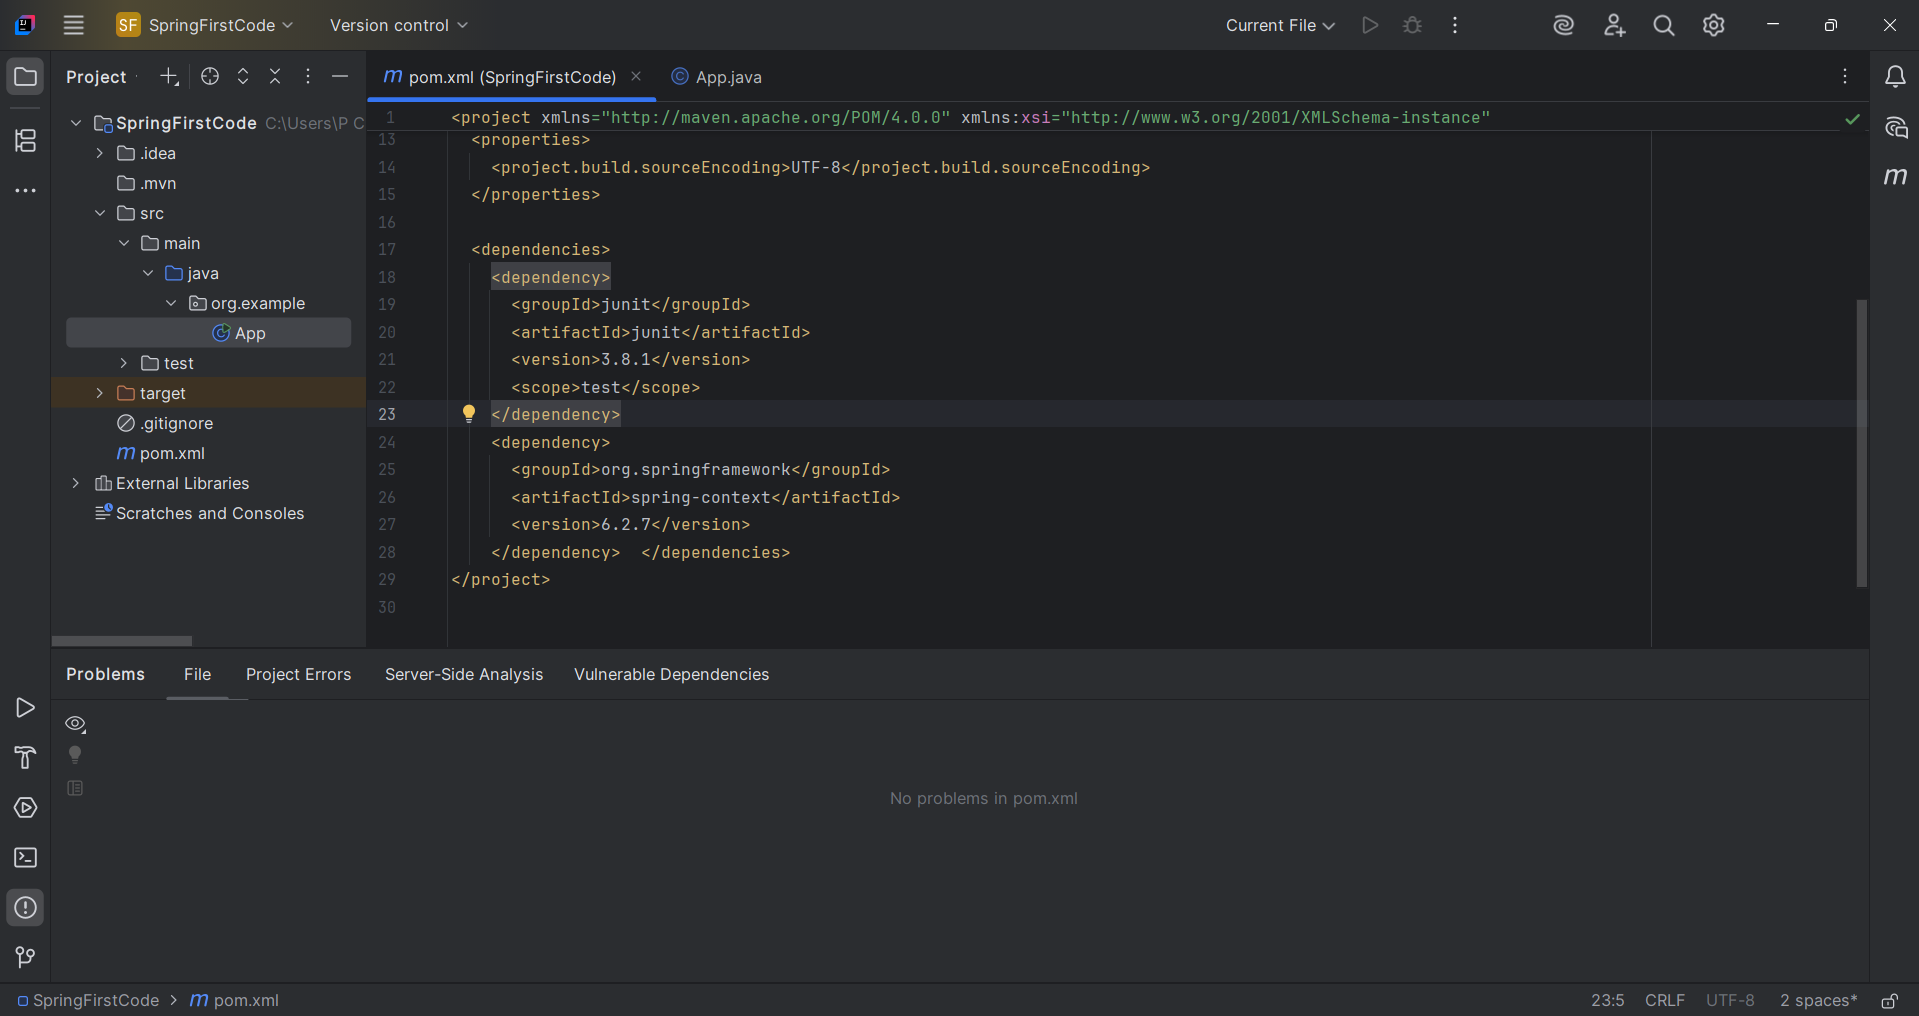 SF SpringFirstCode Version control Current File
Project
pom.xml (SpringFirstCode) App.java
SpringFirstCode C:\Users\P C
.idea
.mvn
src
main
java
org.example
App
test
target
.gitignore
m pom.xml
External Libraries
Scratches and Consoles
1 <project xmlns="http://maven.apache.org/POM/4.0.0" xmlns:xsi="http://www.w3.org/2001/XMLSchema-instance"
13 <properties>
14 <project.build.sourceEncoding>UTF-8</project.build.sourceEncoding>
15 </properties>
16
17 <dependencies>
18 <dependency>
19 <groupId>junit</groupId>
20 <artifactId>junit</artifactId>
21 <version>3.8.1</version>
22 <scope>test</scope>
23 </dependency>
24 <dependency>
25 <groupId>org.springframework</groupId>
26 <artifactId>spring-context</artifactId>
27 <version>6.2.7</version>
28 </dependency> </dependencies>
29 </project>
30
Problems File Project Errors Server-Side Analysis Vulnerable Dependencies
No problems in pom.xml
SpringFirstCode > m pom.xml 23:5 CRLF UTF-8 2 spaces*